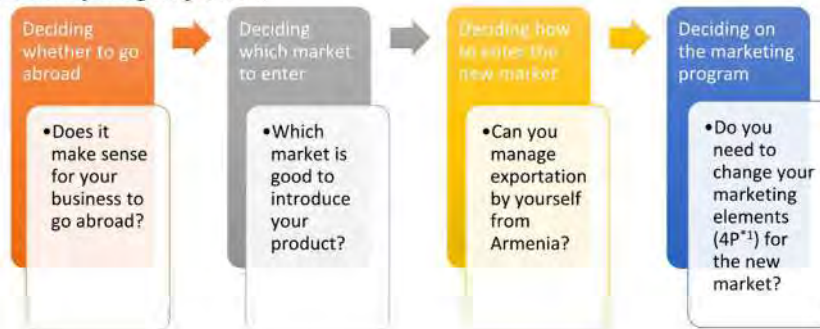 Deciding
whether to go
abroad
•Does it
make sense
for your
business to
go abroad?
Deciding
which market
to enter
•Which
market is
good to
introduce
your
product?
Deciding how
to enter the
new market
•Can you
manage
exportation
by yourself
from
Armenia?
Deciding on
the marketing
program
•Do you
need to
change your
marketing
elements
(4P*1) for
the new
market?